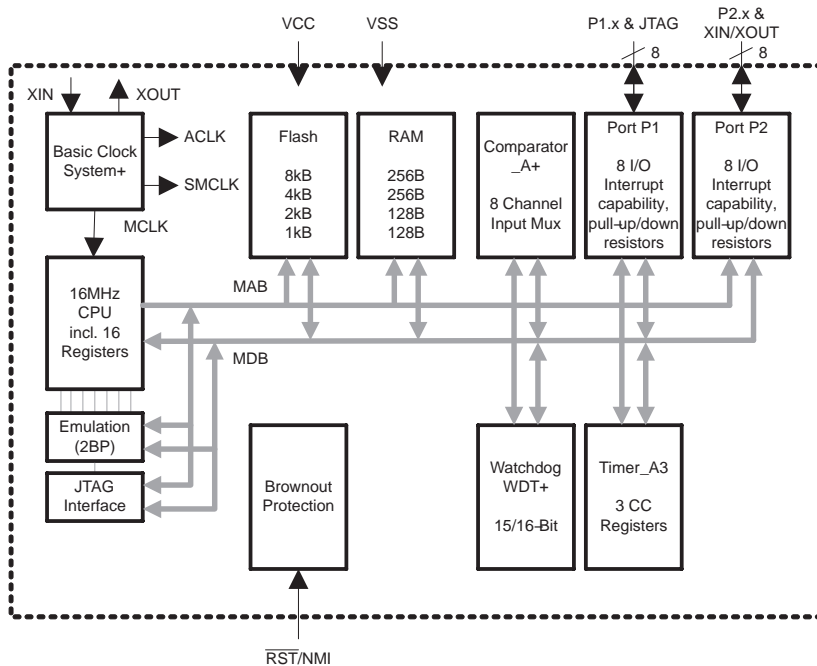 VCC
VSS
P1.x & JTAG
8
P2.x &
XIN/XOUT
8
XIN
XOUT
Basic Clock
System+
ACLK
SMCLK
MCLK
Flash
8kB
4kB
2kB
1kB
RAM
256B
256B
128B
128B
Comparator
_A+
8 Channel
Input Mux
Port P1
8 I/O
Interrupt
capability,
pull-up/down
resistors
Port P2
8 I/O
Interrupt
capability,
pull-up/down
resistors
16MHz
CPU
incl. 16
Registers
MAB
MDB
Emulation
(2BP)
JTAG
Interface
Brownout
Protection
Watchdog
WDT+
15/16-Bit
Timer_A3
3 CC
Registers
RST/NMI